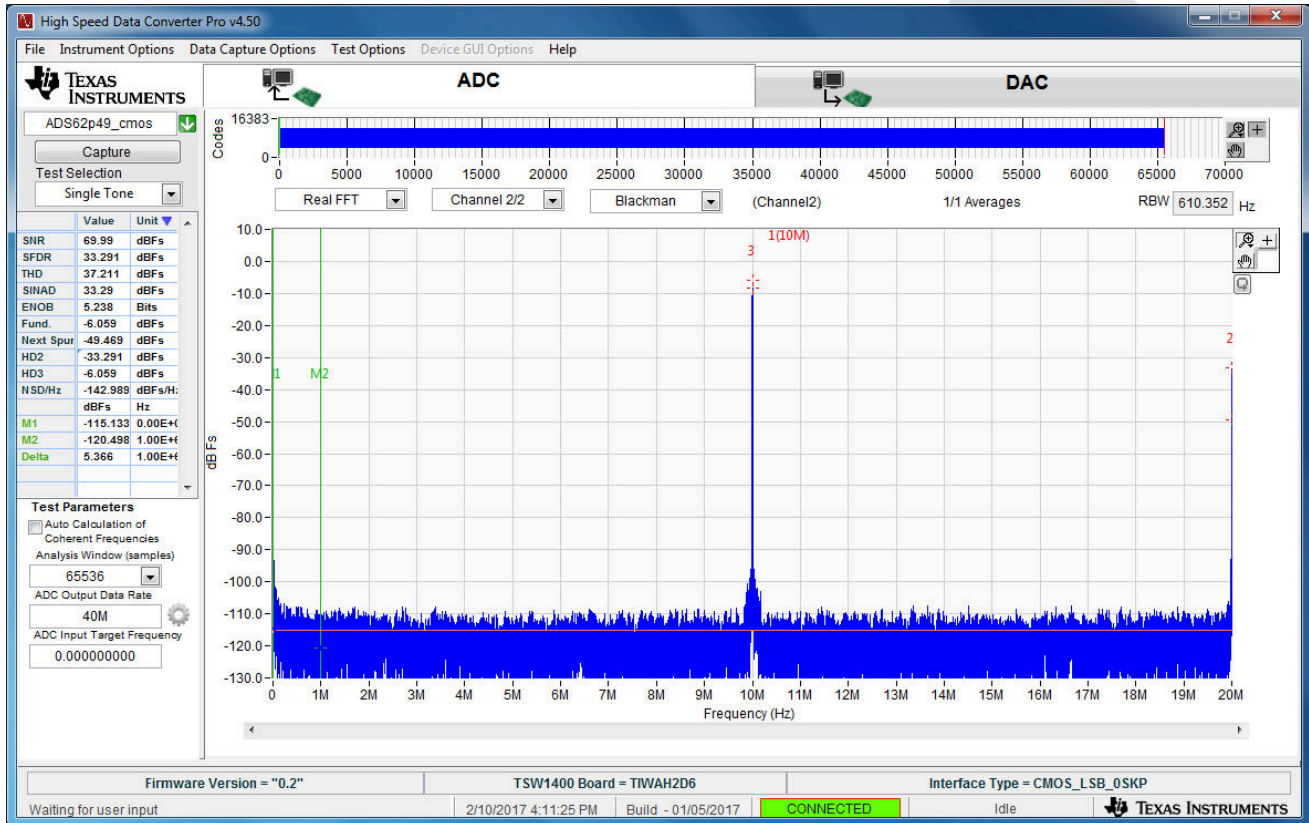 High Speed Data Converter Pro v4.50
File Instrument Options Data Capture Options Test Options Device GUI Options Help
TEXAS INSTRUMENTS
ADC
DAC
ADS62p49_cmos
Capture
Test Selection
Single Tone
Value Unit
SNR 69.99 dBFs
SFDR 33.291 dBFs
THD 37.211 dBFs
SINAD 33.29 dBFs
ENOB 5.238 Bits
Fund. -6.059 dBFs
Next Spur -49.469 dBFs
HD2 -33.291 dBFs
HD3 -6.059 dBFs
NSD/Hz -142.989 dBFs/H
dBFs Hz
M1 -115.133 0.00E+
M2 -120.498 1.00E+
Delta 5.366 1.00E+
Test Parameters
Auto Calculation of
Coherent Frequencies
Analysis Window (samples)
65536
ADC Output Data
Rate
40M
ADC Input Target Frequency
0.000000000
Codes
16383
0
0 5000 10000 15000 20000 25000 30000 35000 40000 45000 50000 55000 60000 65000 70000
Real FFT Channel 2/2 Blackman (Channel2) 1/1 Averages RBW 610.352 Hz
1(10M)
3
2
1 M2
dB Fs
10.0
0.0
-10.0
-20.0
-30.0
-40.0
-50.0
-60.0
-70.0
-80.0
-90.0
-100.0
-110.0
-120.0
-130.0
0 1M 2M 3M 4M 5M 6M 7M 8M 9M 10M 11M 12M 13M 14M 15M 16M 17M 18M 19M 20M
Frequency (Hz)
Firmware Version = "0.2" TSW1400 Board = TIWAH2D6 Interface Type = CMOS_LSB_0SKP
Waiting for user input 2/10/2017 4:11:25 PM Build - 01/05/2017 CONNECTED Idle TEXAS INSTRUMENTS